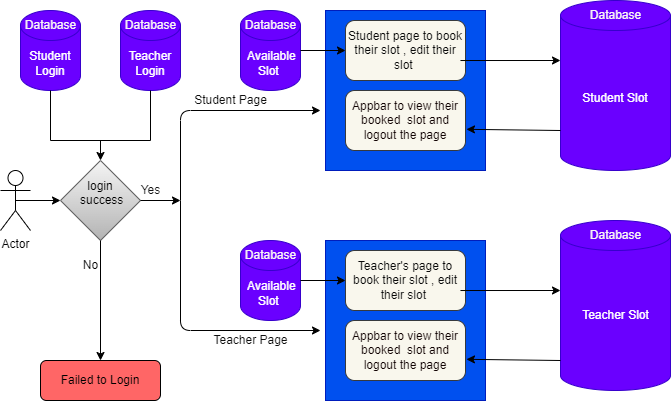 Database
Student
Login
Database
Teacher
Login
Database
Available
Slot
Student page to book
their slot , edit their
slot
Appbar to view their
booked  slot and
logout the page
Database
Student Slot
Student Page
login
success
Yes
Actor
No
Failed to Login
Database
Available
Slot
Teacher Page
Teacher's page to
book their slot , edit
their slot
Appbar to view their
booked  slot and
logout the page
Database
Teacher Slot